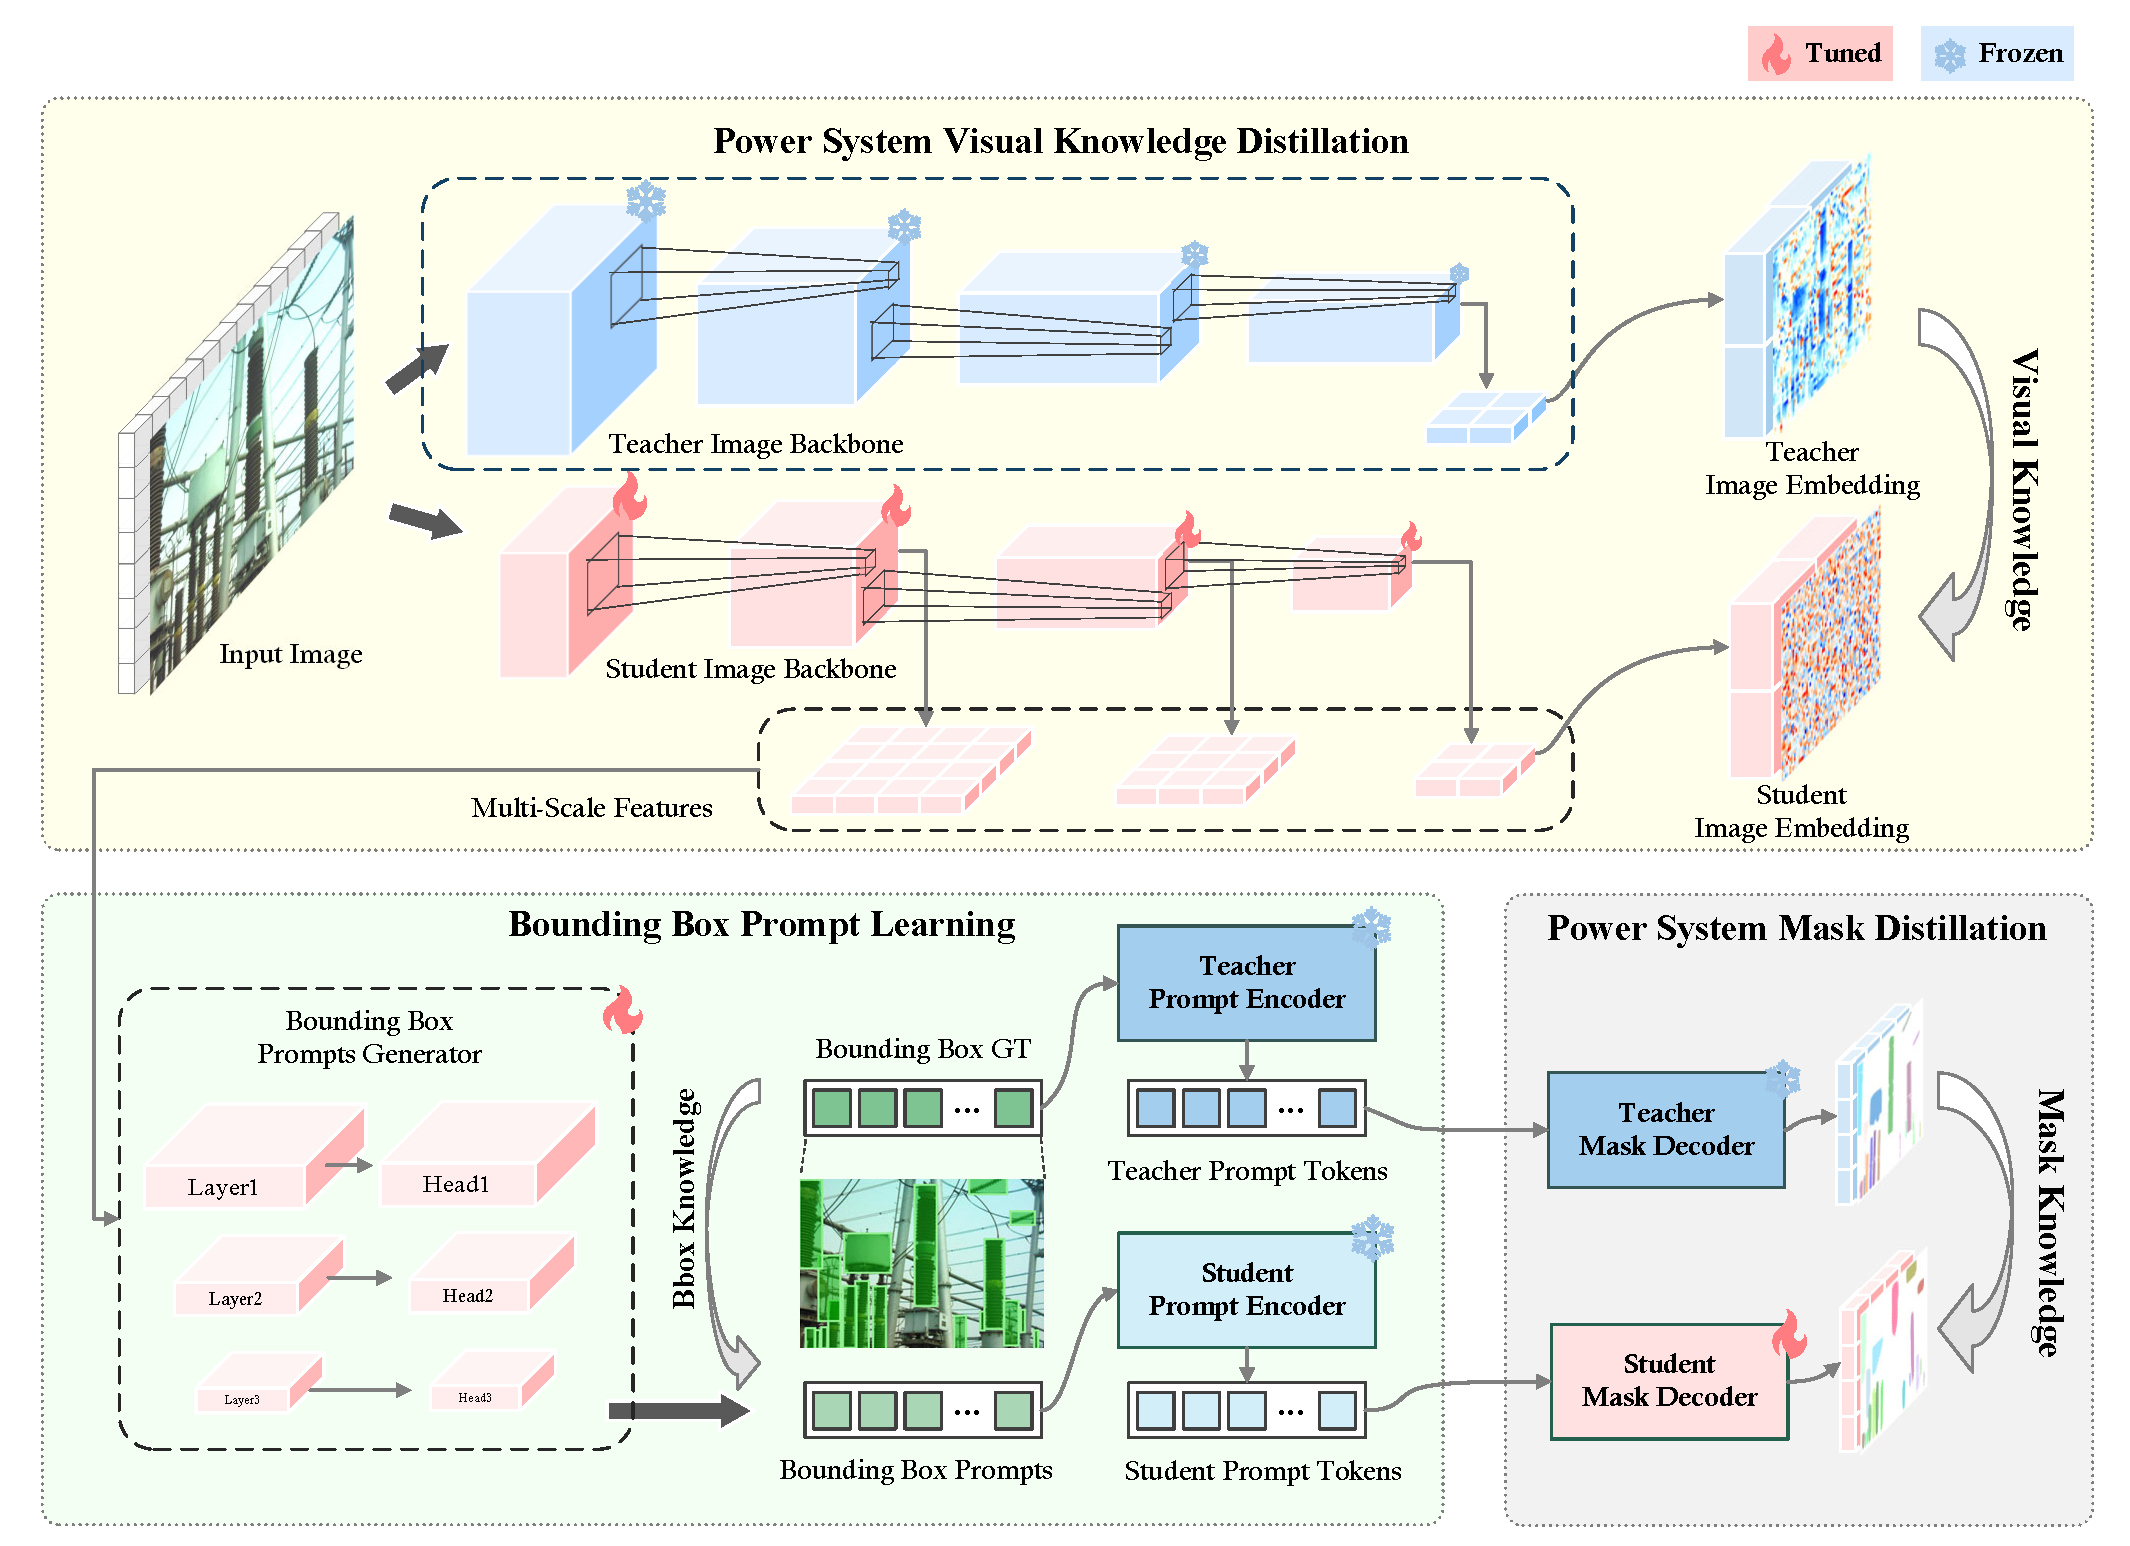 Tuned
Frozen
Power System Visual Knowledge Distillation
Teacher Image Backbone
Teacher
Image Embedding
Visual Knowledge
Input Image
Student Image Backbone
Multi-Scale Features
Student
Image Embedding
Bounding Box Prompt Learning
Bounding Box
Prompts Generator
Layer1
Head1
Layer2
Head2
Layer3
Head3
Bbox Knowledge
Bounding Box GT
...
Bounding Box Prompts
...
Teacher
Prompt Encoder
...
Teacher Prompt Tokens
Student
Prompt Encoder
...
Student Prompt Tokens
Power System Mask Distillation
Teacher
Mask Decoder
Student
Mask Decoder
Mask Knowledge